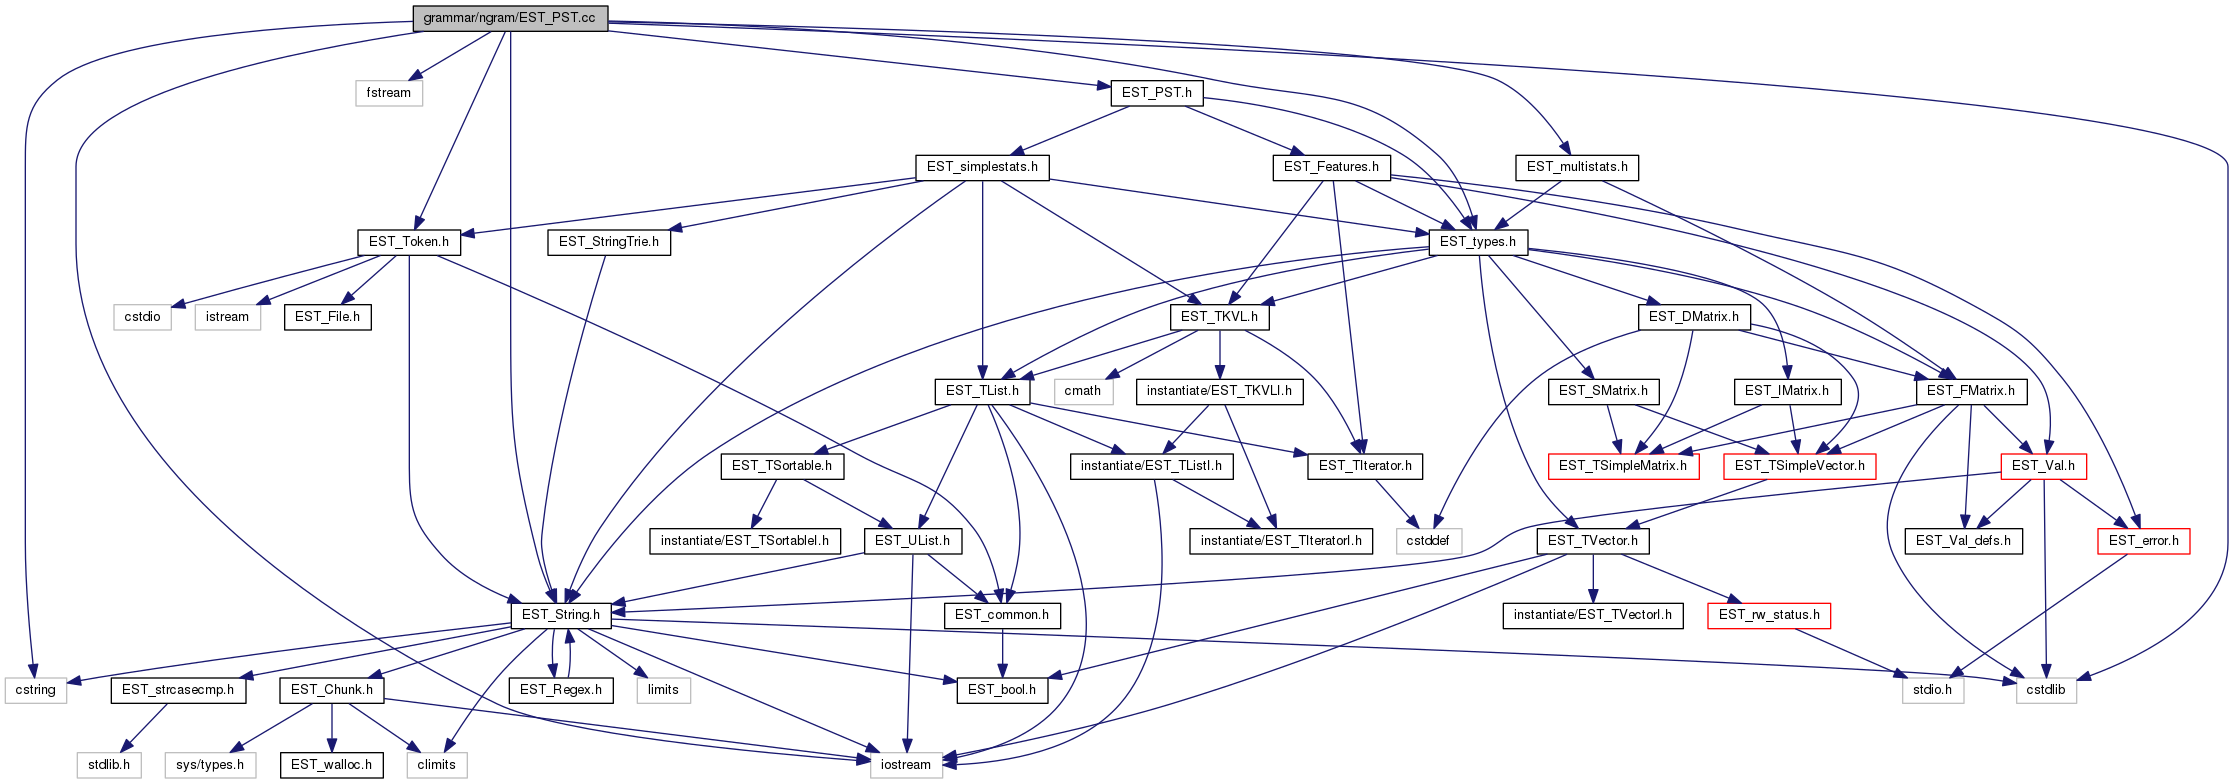 grammar/ngram/EST_PST.cc
fstream
EST_PST.h
EST_simplestats.h
EST_Features.h
EST_multistats.h
EST_Token.h
EST_StringTrie.h
EST_types.h
cstdio
istream
EST_File.h
EST_TKVL.h
EST_DMatrix.h
EST_TList.h
cmath
instantiate/EST_TKVLI.h
EST_SMatrix.h
EST_IMatrix.h
EST_FMatrix.h
EST_TSortable.h
instantiate/EST_TListI.h
EST_TIterator.h
EST_TSimpleMatrix.h
EST_TSimpleVector.h
EST_Val.h
instantiate/EST_TSortableI.h
EST_UList.h
instantiate/EST_TIteratorI.h
cstddef
EST_TVector.h
EST_Val_defs.h
EST_error.h
EST_String.h
EST_common.h
instantiate/EST_TVectorI.h
EST_rw_status.h
cstring
EST_strcasecmp.h
EST_Chunk.h
EST_Regex.h
limits
EST_bool.h
stdio.h
cstdlib
stdlib.h
sys/types.h
EST_walloc.h
climits
iostream